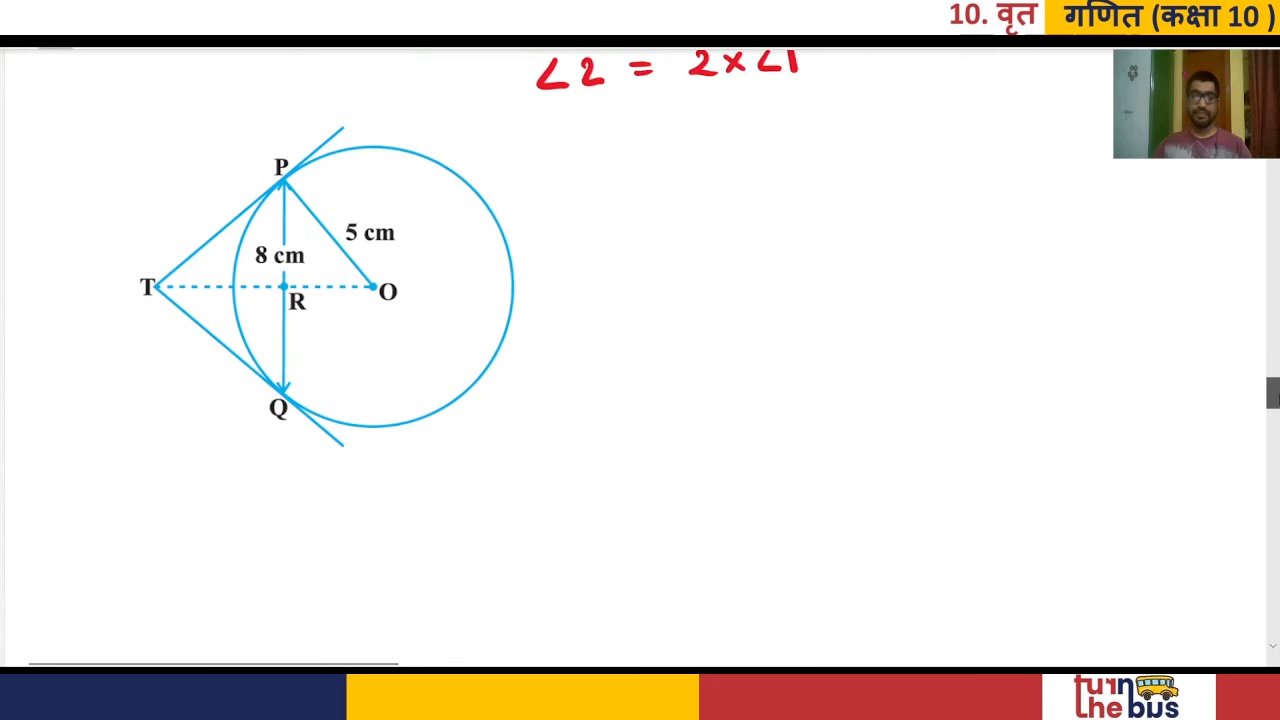 10. वृत गणित (कक्षा 10 )
∠2 = 2×∠1
P
5 cm
8 cm
T
R
O
Q
turn
the bus